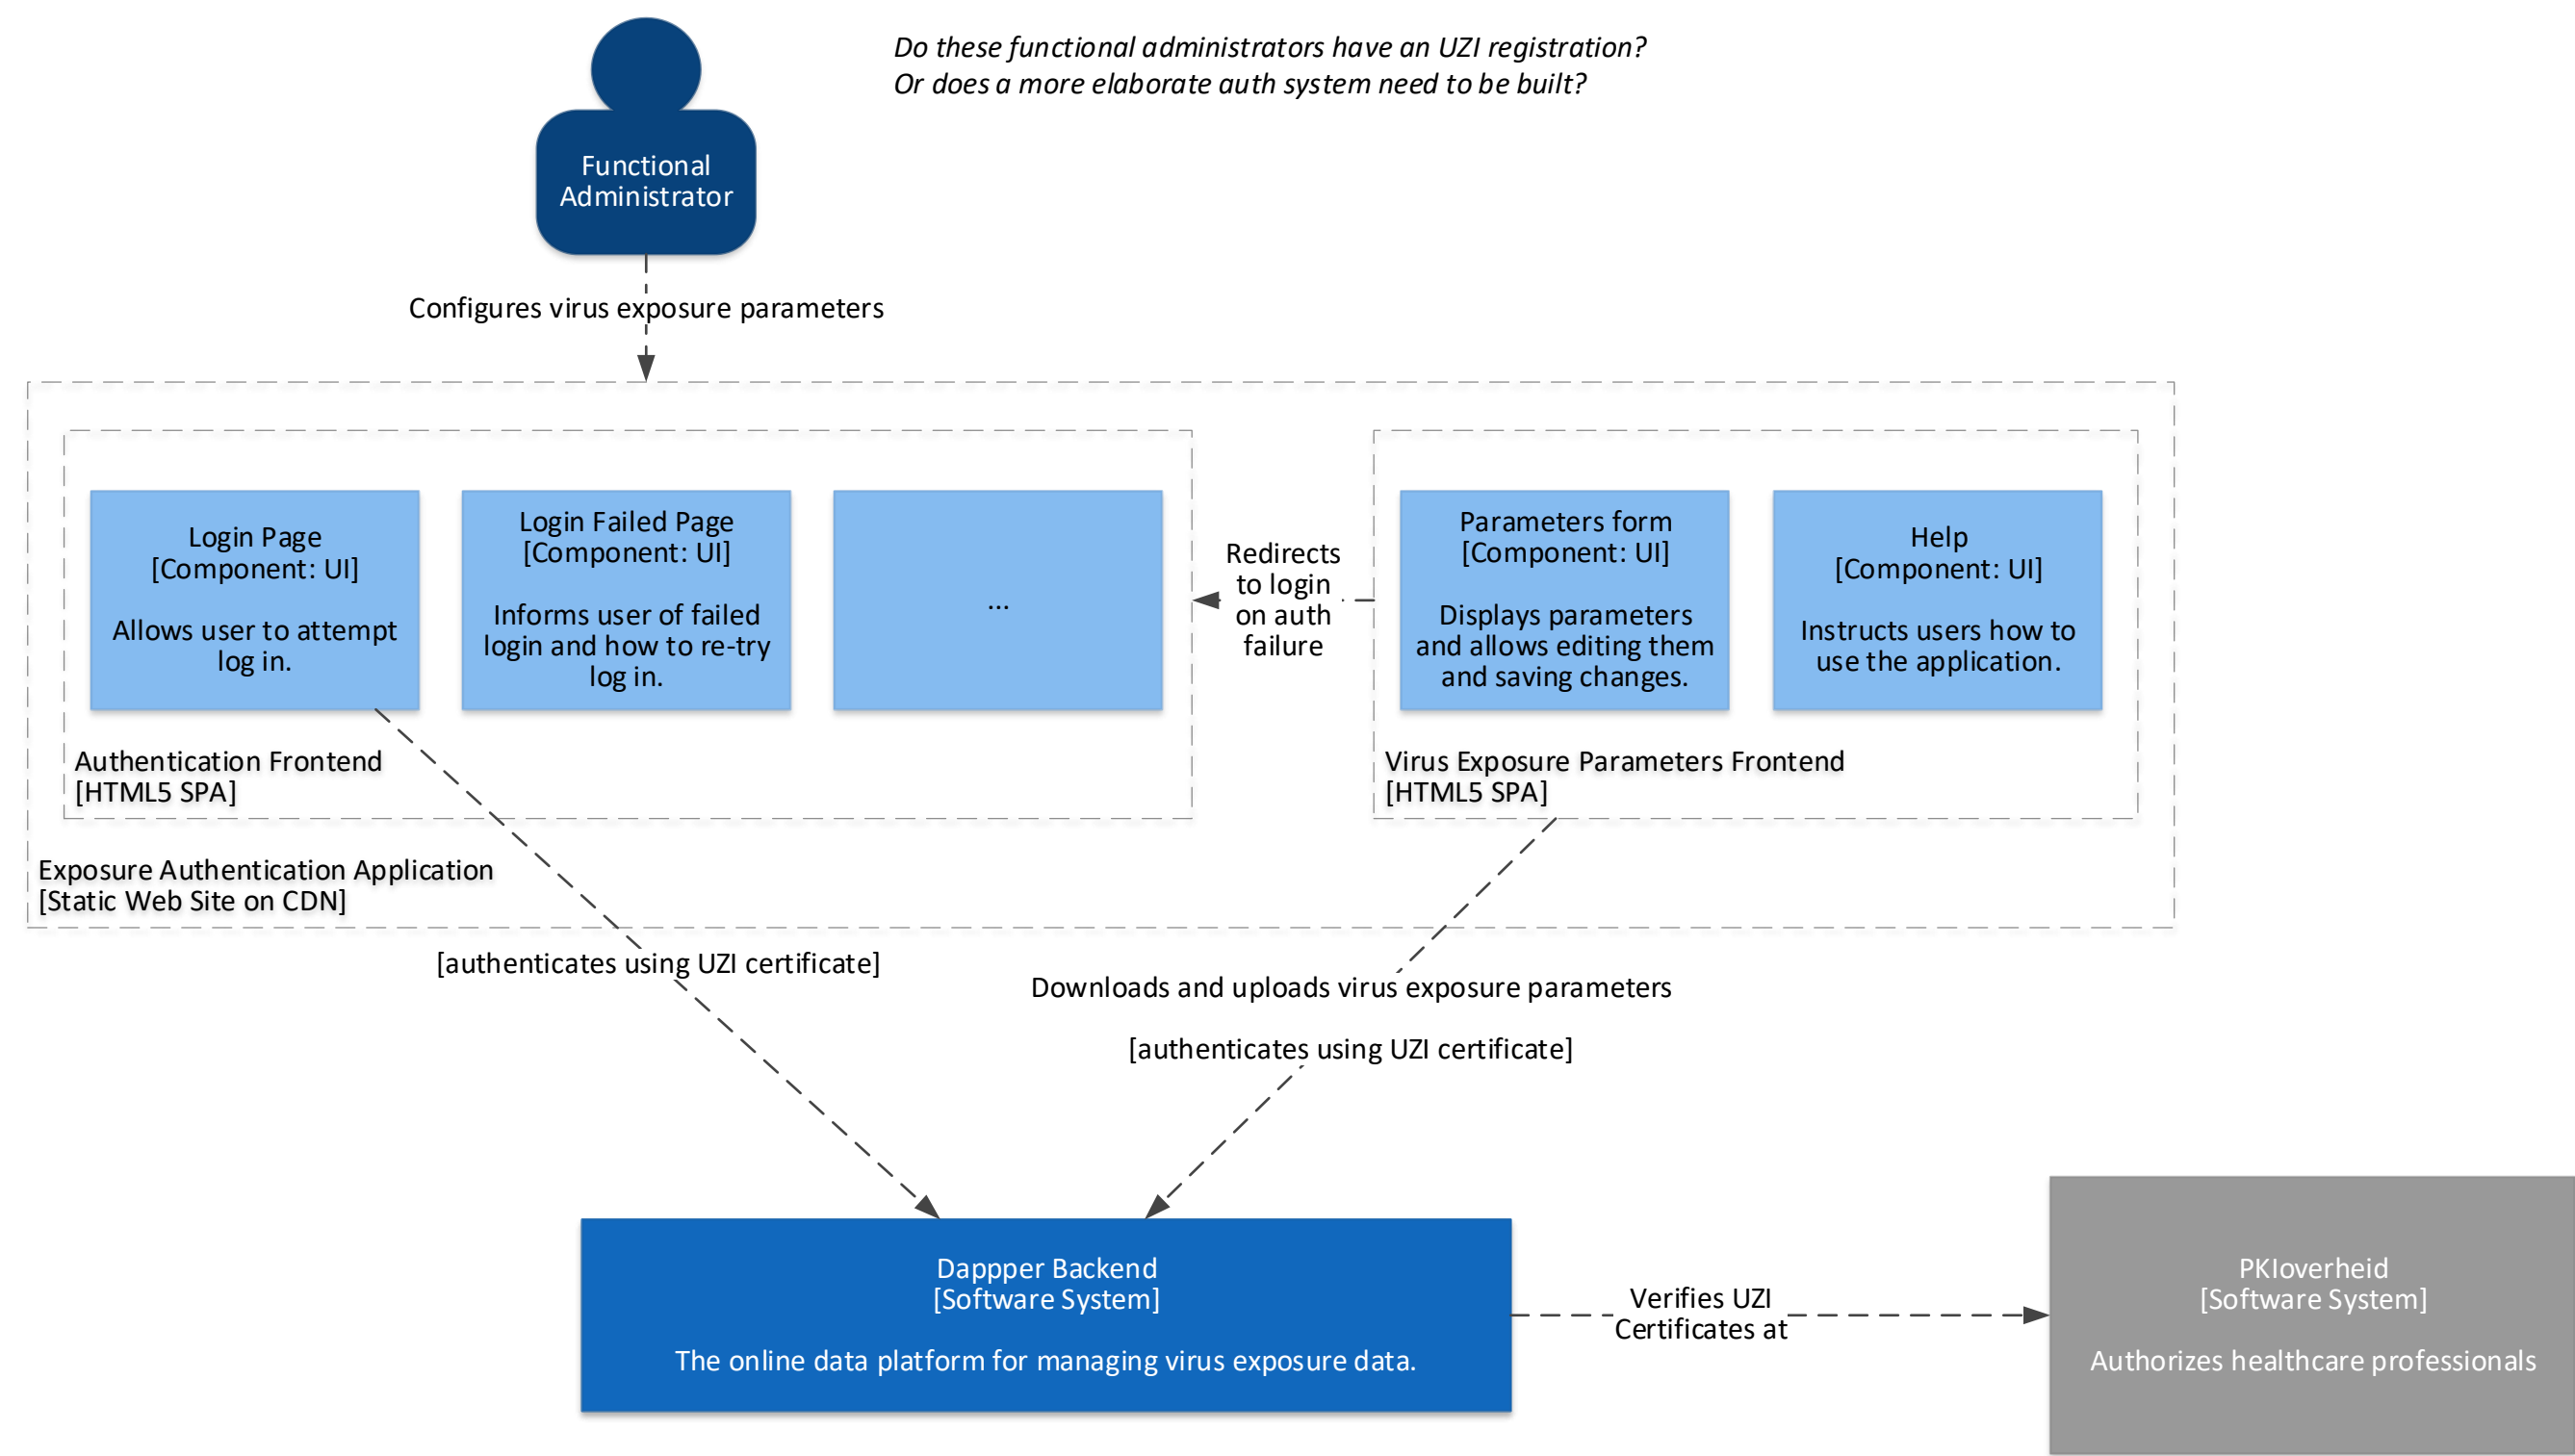 Do these functional administrators have an UZI registration?
Or does a more elaborate auth system need to be built?
Functional
Administrator
Configures virus exposure parameters
Login Page
[Component: UI]
Allows user to attempt
log in.
Login Failed Page
[Component: UI]
Informs user of failed
login and how to re-try
log in.
...
Redirects
to login
on auth
failure
Parameters form
[Component: UI]
Displays parameters
and allows editing them
and saving changes.
Help
[Component: UI]
Instructs users how to
use the application.
Authentication Frontend
[HTML5 SPA]
Virus Exposure Parameters Frontend
[HTML5 SPA]
Exposure Authentication Application
[Static Web Site on CDN]
[authenticates using UZI certificate]
Downloads and uploads virus exposure parameters
[authenticates using UZI certificate]
Dappper Backend
[Software System]
The online data platform for managing virus exposure data.
Verifies UZI
Certificates at
PKIoverheid
[Software System]
Authorizes healthcare professionals